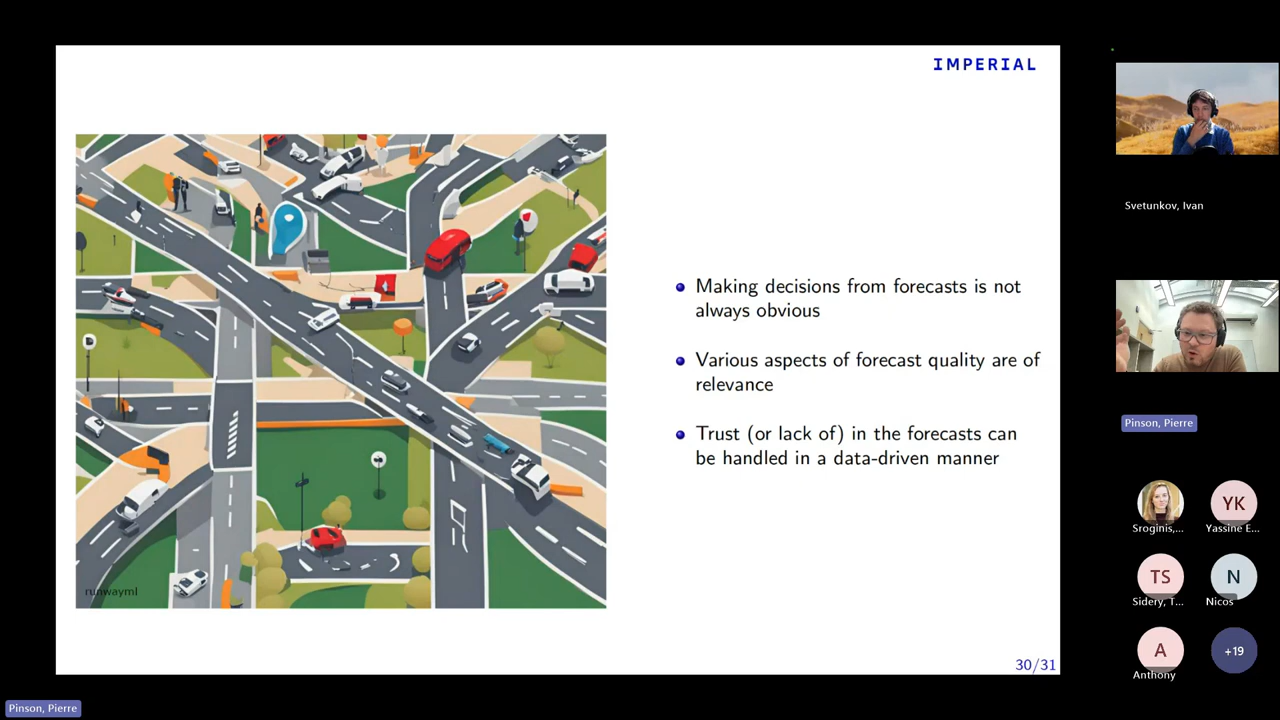 IMPERIAL
Making decisions from forecasts is not
always obvious
Various aspects of forecast quality are of
relevance
Trust (or lack of) in the forecasts can
be handled in a data-driven manner
runwayml
30/31
Svetunkov, Ivan
Pinson, Pierre
Sroginis,...
YK
Yassine E...
TS
Sidery, T...
N
Nicos
A
Anthony
+19
Pinson, Pierre